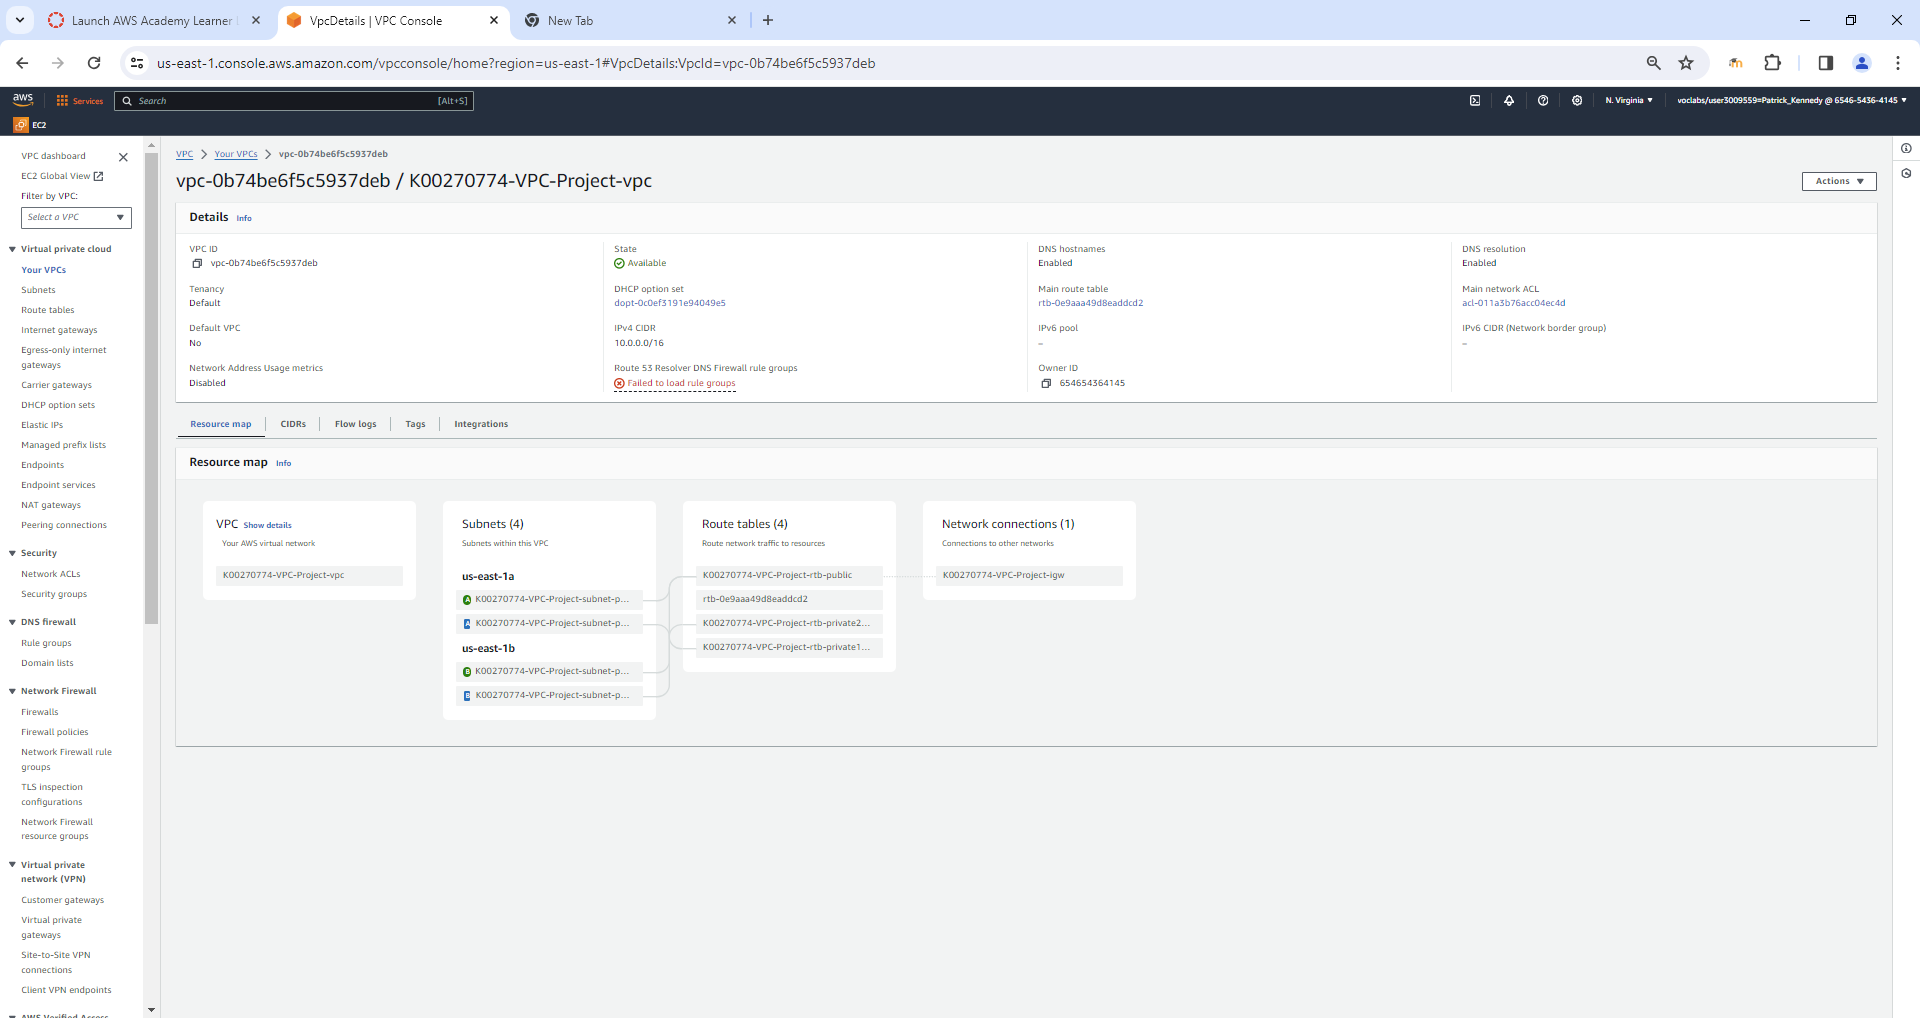 Launch AWS Academy Learner
VpcDetails | VPC Console
New Tab
us-east-1.console.aws.amazon.com/vpcconsole/home?region=us-east-1#VpcDetails:VpcId=vpc-0b74be6f5c5937deb
aws
Services
Search
[Alt+S]
N. Virginia
voclabs/user3009559=Patrick_Kennedy @ 6546-5436-4145
EC2
VPC dashboard
EC2 Global View
Filter by VPC:
Select a VPC
Virtual private cloud
Your VPCs
Subnets
Route tables
Internet gateways
Egress-only internet
gateways
Carrier gateways
DHCP option sets
Elastic IPs
Managed prefix lists
Endpoints
Endpoint services
NAT gateways
Peering connections
Security
Network ACLs
Security groups
DNS firewall
Rule groups
Domain lists
Network Firewall
Firewalls
Firewall policies
Network Firewall rule
groups
TLS inspection
configurations
Network Firewall
resource groups
Virtual private
network (VPN)
Customer gateways
Virtual private
gateways
Site-to-Site VPN
connections
Client VPN endpoints
AWS Verified Access
VPC
Your VPCs
vpc-0b74be6f5c5937deb
vpc-0b74be6f5c5937deb / K00270774-VPC-Project-vpc
Actions
Details Info
VPC ID
vpc-0b74be6f5c5937deb
State
Available
DNS hostnames
Enabled
DNS resolution
Enabled
Tenancy
Default
DHCP option set
dopt-0c0ef3191e94049e5
Main route table
rtb-0e9aaa49d8eaddcd2
Main network ACL
acl-011a3b76acc04ec4d
Default VPC
No
IPv4 CIDR
10.0.0.0/16
IPv6 pool
–
IPv6 CIDR (Network border group)
–
Network Address Usage metrics
Disabled
Route 53 Resolver DNS Firewall rule groups
Failed to load rule groups
Owner ID
654654364145
Resource map
CIDRs
Flow logs
Tags
Integrations
Resource map Info
VPC Show details
Your AWS virtual network
K00270774-VPC-Project-vpc
Subnets (4)
Subnets within this VPC
us-east-1a
A K00270774-VPC-Project-subnet-p...
A K00270774-VPC-Project-subnet-p...
us-east-1b
B K00270774-VPC-Project-subnet-p...
B K00270774-VPC-Project-subnet-p...
Route tables (4)
Route network traffic to resources
K00270774-VPC-Project-rtb-public
rtb-0e9aaa49d8eaddcd2
K00270774-VPC-Project-rtb-private2...
K00270774-VPC-Project-rtb-private1...
Network connections (1)
Connections to other networks
K00270774-VPC-Project-igw